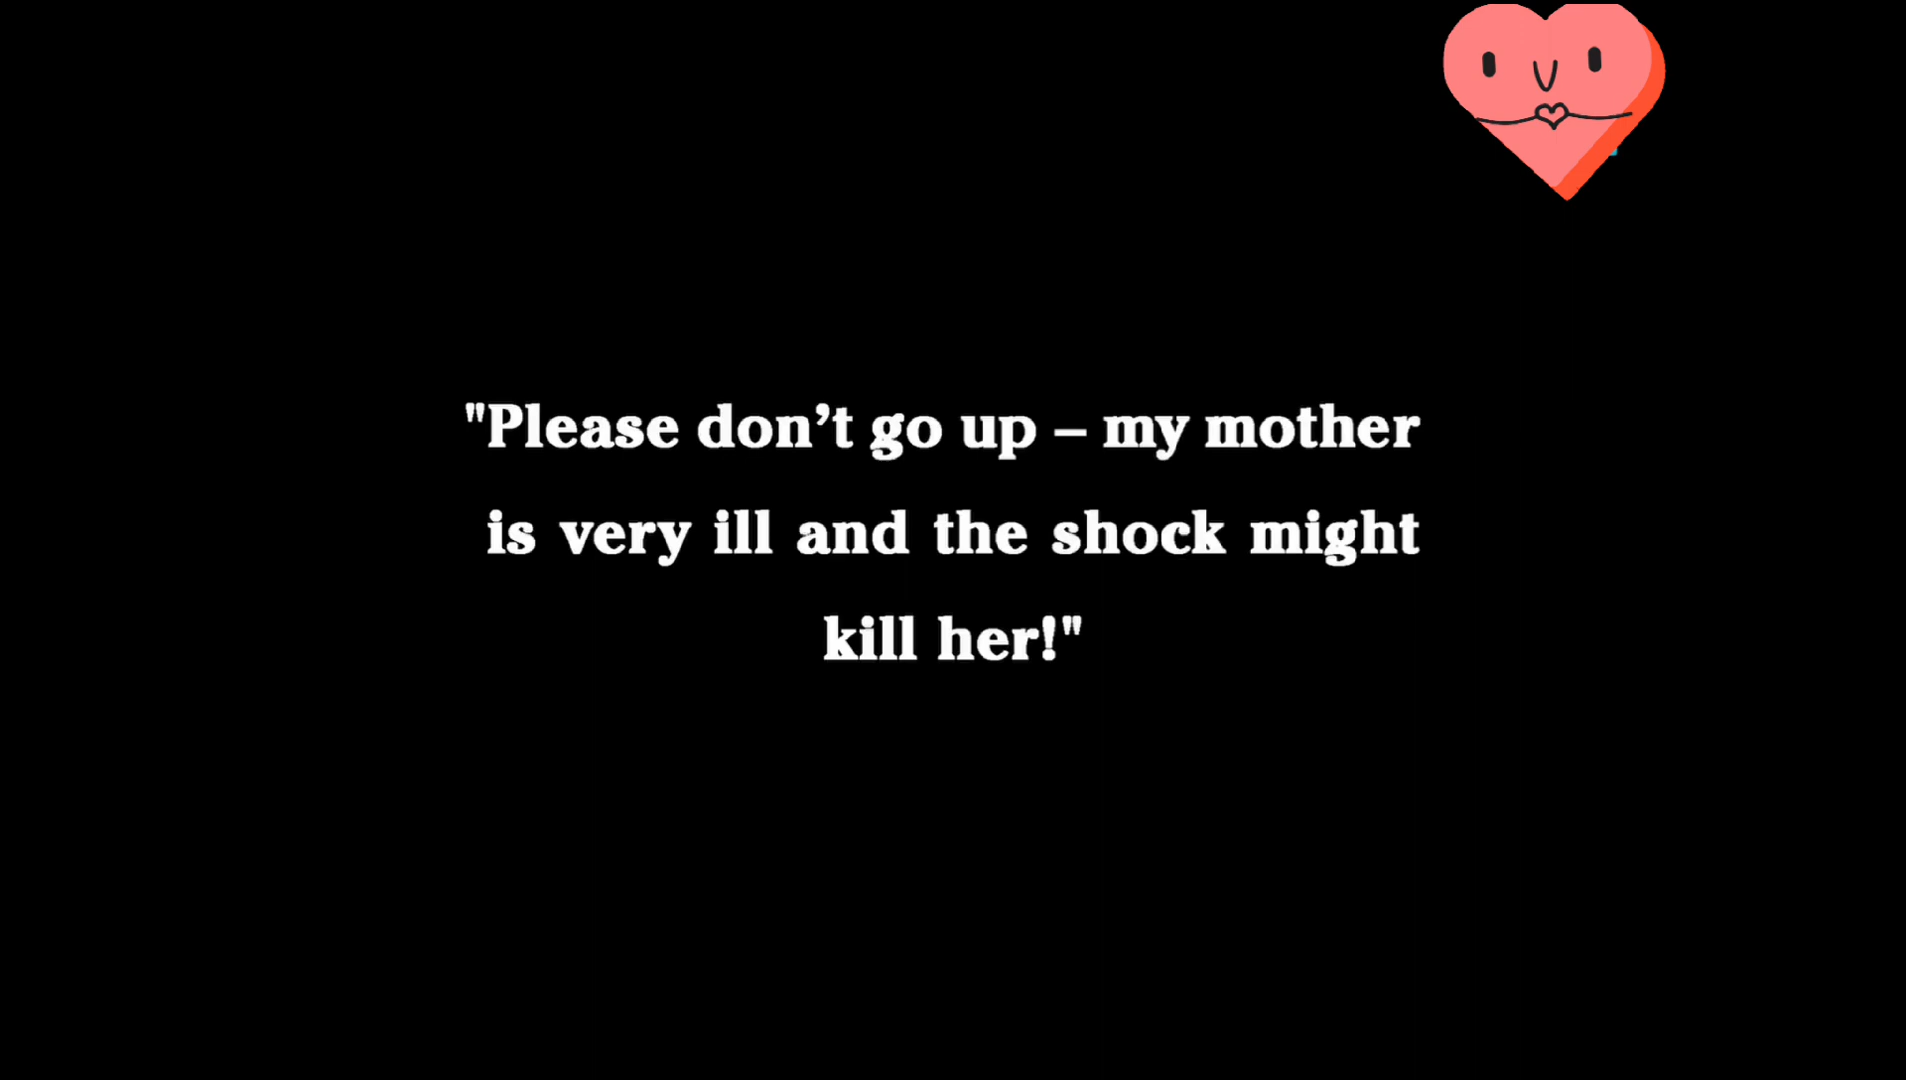 "Please don’t go up – my mother
is very ill and the shock might
kill her!"